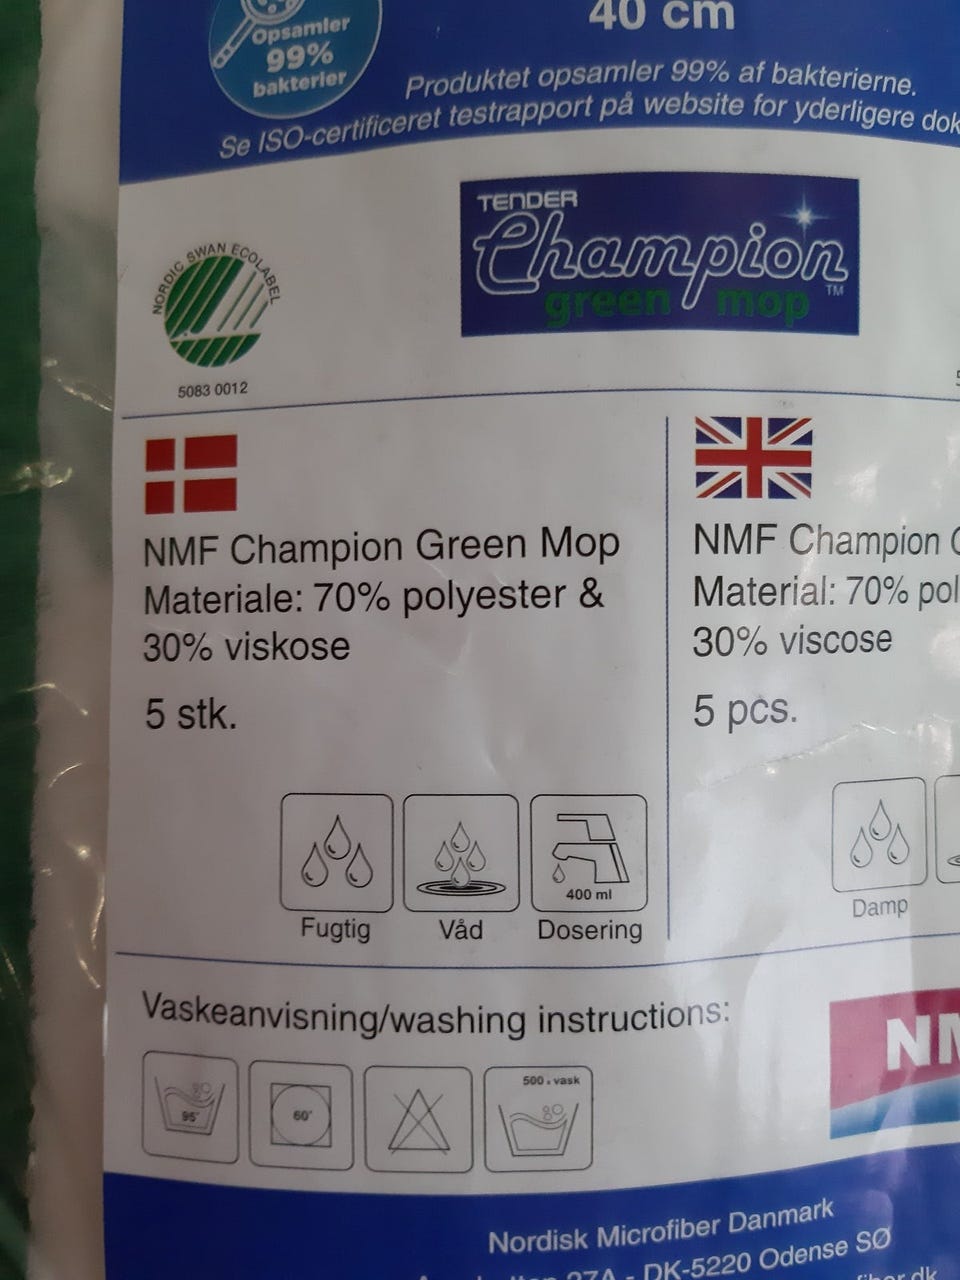 40 cm
Opsamler
99%
bakterier
Produktet opsamler 99% af bakterierne.
Se ISO-certificeret testrapport på website for yderligere
TENDER
Champion
green mop
TM
NORDIC SWAN ECOLABEL
5083 0012
NMF Champion Green Mop
Materiale: 70% polyester &
30% viskose
5 stk.
NMF Champion
Material: 70%
30% viscose
5 pcs.
400 ml
Fugtig Våd Dosering
Damp
Vaskeanvisning/washing instructions:
95° 60° 500 x vask
Nordisk Microfiber Danmark
27A - DK-5220 Odense SØ